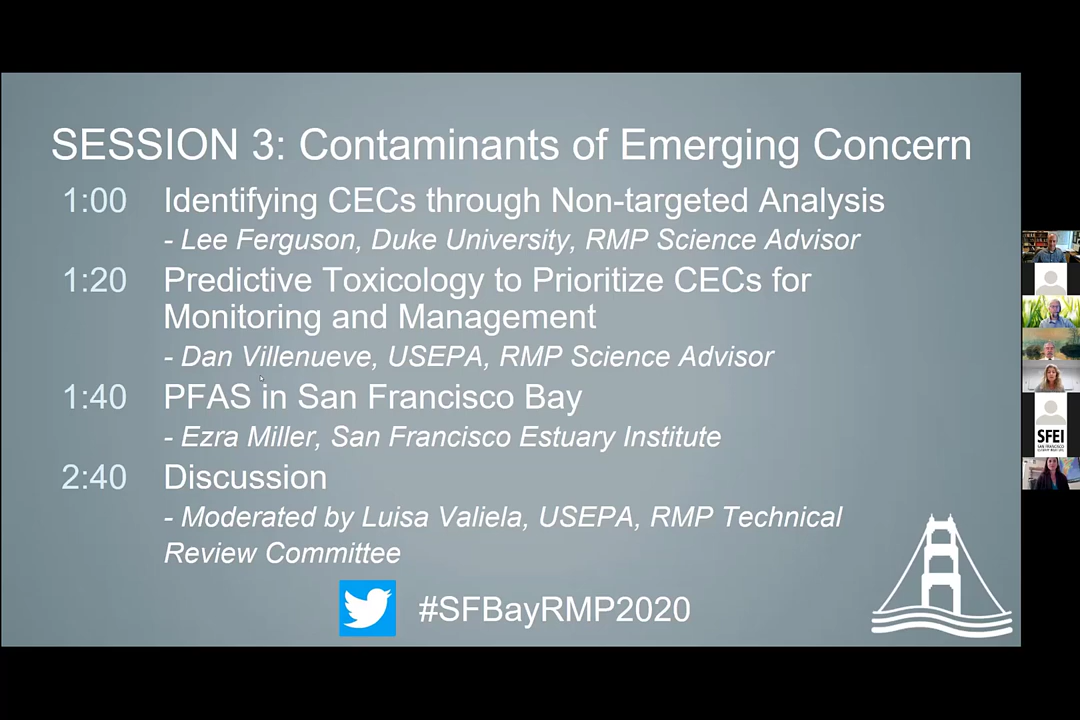 SESSION 3: Contaminants of Emerging Concern
1:00 Identifying CECs through Non-targeted Analysis
- Lee Ferguson, Duke University, RMP Science Advisor
1:20 Predictive Toxicology to Prioritize CECs for
Monitoring and Management
- Dan Villenueve, USEPA, RMP Science Advisor
1:40 PFAS in San Francisco Bay
- Ezra Miller, San Francisco Estuary Institute
2:40 Discussion
- Moderated by Luisa Valiela, USEPA, RMP Technical
Review Committee
#SFBayRMP2020
SFEI